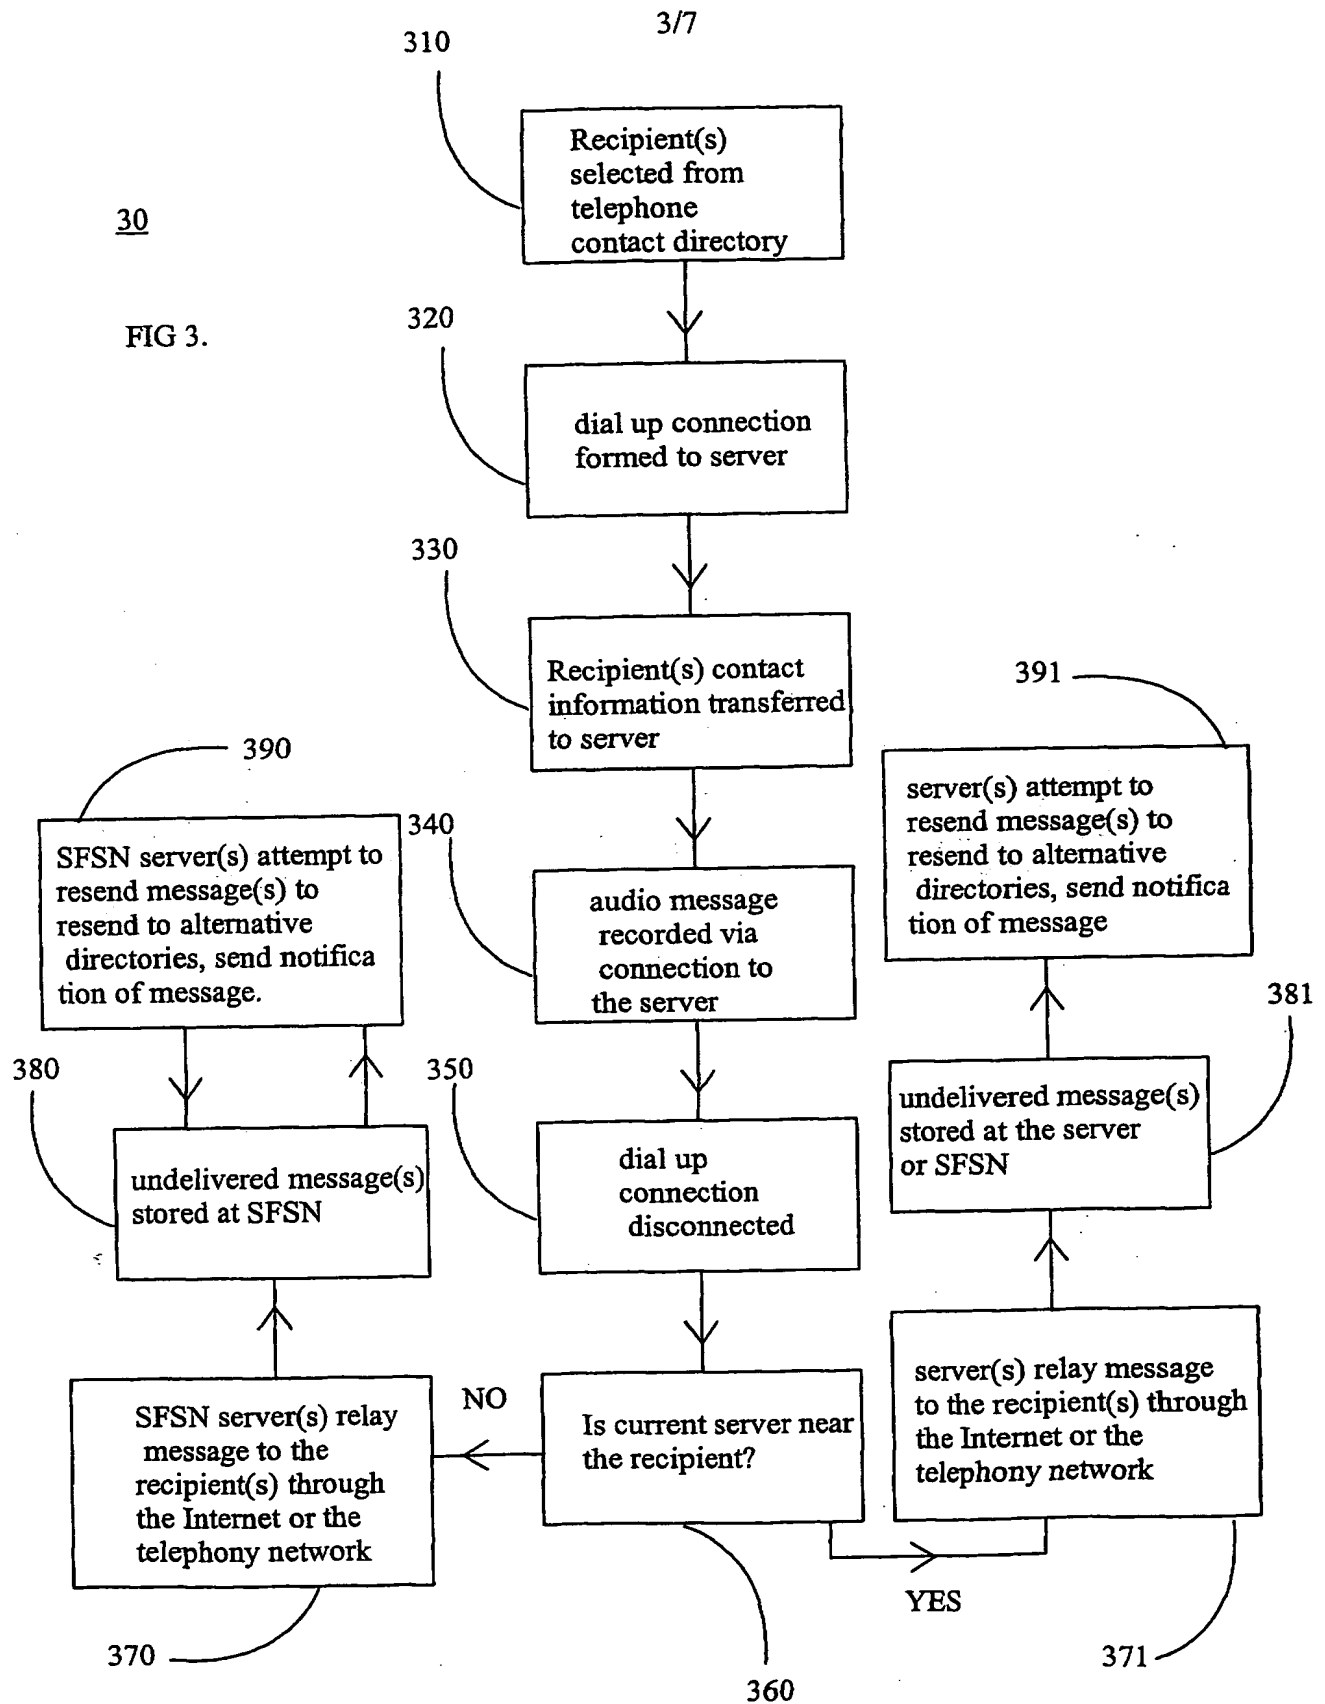 3/7
310
Recipient(s)
selected from
telephone
contact directory
30
FIG 3.
320
dial up connection
formed to server
330
Recipient(s) contact
information transferred
to server
391
server(s) attempt to
resend message(s) to
resend to alternative
directories, send notifica
tion of message
390
SFSN server(s) attempt to
resend message(s) to
resend to alternative
directories, send notifica
tion of message.
340
audio message
recorded via
connection to
the server
381
undelivered message(s)
stored at the server
or SFSN
380
undelivered message(s)
stored at SFSN
350
dial up
connection
disconnected
server(s) relay message
to the recipient(s) through
the Internet or the
telephony network
371
NO
Is current server near
the recipient?
YES
360
SFSN server(s) relay
message to the
recipient(s) through
the Internet or the
telephony network
370